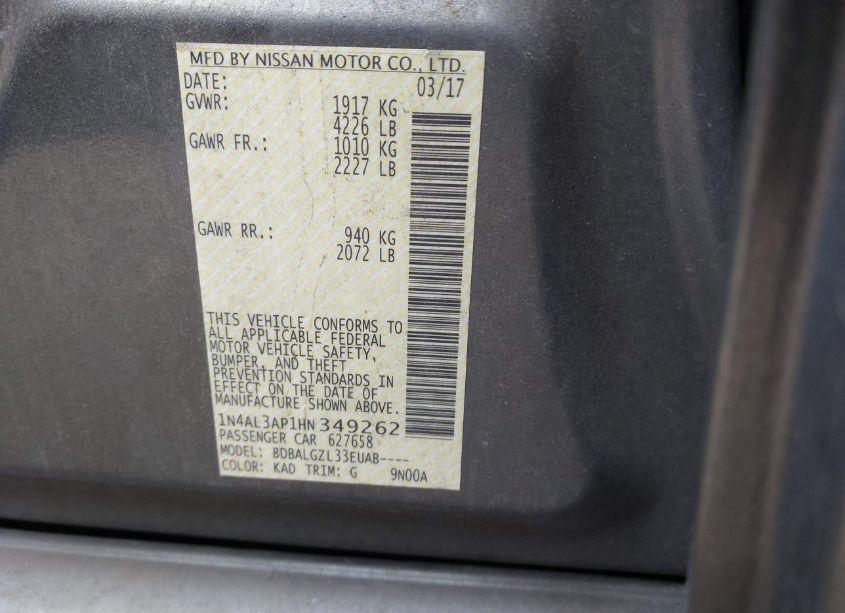 MFD BY NISSAN MOTOR CO., LTD.
DATE: 03/17
GVWR: 1917 KG
4226 LB
GAWR FR.: 1010 KG
2227 LB
GAWR RR.: 940 KG
2072 LB
THIS VEHICLE CONFORMS TO
ALL APPLICABLE FEDERAL
MOTOR VEHICLE SAFETY,
BUMPER, AND THEFT
PREVENTION STANDARDS IN
EFFECT ON THE DATE OF
MANUFACTURE SHOWN ABOVE.
1N4AL3AP1HN 349262
PASSENGER CAR 627658
MODEL: BDBALGZL33EUAB----
COLOR: KAD TRIM: G 9N00A